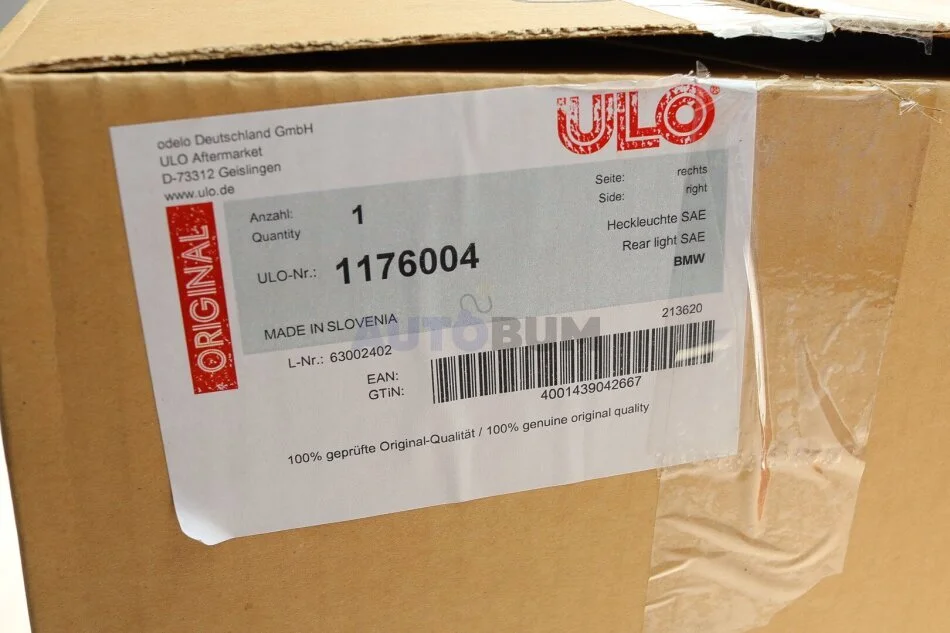 odelo Deutschland GmbH
ULO Aftermarket
D-73312 Geislingen
www.ulo.de
ULO®
ORIGINAL
Anzahl: 1
Quantity
Seite: rechts
Side: right
ULO-Nr.: 1176004
Heckleuchte SAE
Rear light SAE
BMW
MADE IN SLOVENIA
213620
AUTOBUM
L-Nr.: 63002402
EAN:
GTiN:
4001439042667
100% geprüfte Original-Qualität / 100% genuine original quality